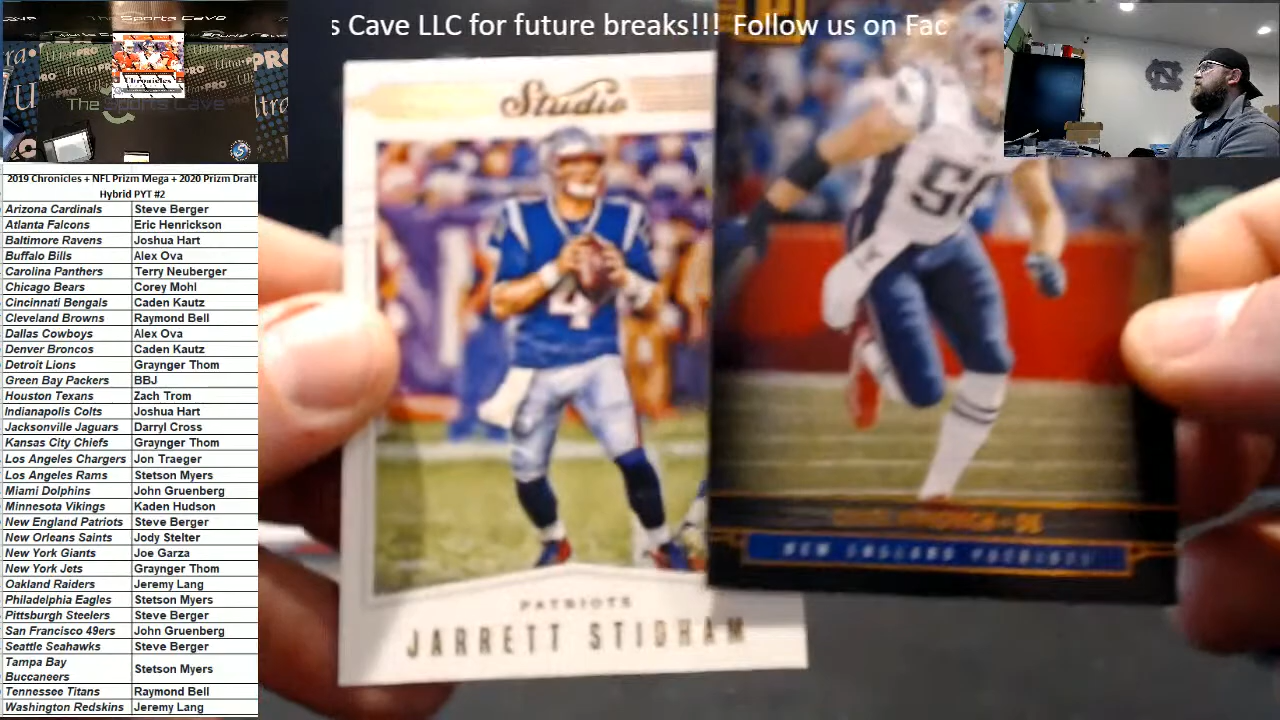 s Cave LLC for future breaks!!! Follow us on Fac
The Sports Cave
Chronicles
2019 Chronicles + NFL Prizm Mega + 2020 Prizm Draft
Hybrid PYT #2
Arizona Cardinals Steve Berger
Atlanta Falcons Eric Henrickson
Baltimore Ravens Joshua Hart
Buffalo Bills Alex Ova
Carolina Panthers Terry Neuberger
Chicago Bears Corey Mohl
Cincinnati Bengals Caden Kautz
Cleveland Browns Raymond Bell
Dallas Cowboys Alex Ova
Denver Broncos Caden Kautz
Detroit Lions Graynger Thom
Green Bay Packers BBJ
Houston Texans Zach Trom
Indianapolis Colts Joshua Hart
Jacksonville Jaguars Darryl Cross
Kansas City Chiefs Graynger Thom
Los Angeles Chargers Jon Traeger
Los Angeles Rams Stetson Myers
Miami Dolphins John Gruenberg
Minnesota Vikings Kaden Hudson
New England Patriots Steve Berger
New Orleans Saints Jody Stelter
New York Giants Joe Garza
New York Jets Graynger Thom
Oakland Raiders Jeremy Lang
Philadelphia Eagles Stetson Myers
Pittsburgh Steelers Steve Berger
San Francisco 49ers John Gruenberg
Seattle Seahawks Steve Berger
Tampa Bay
Buccaneers Stetson Myers
Tennessee Titans Raymond Bell
Washington Redskins Jeremy Lang
Studio
4
PATRIOTS
JARRETT STIDHAM
NEW ENGLAND PATRIOTS